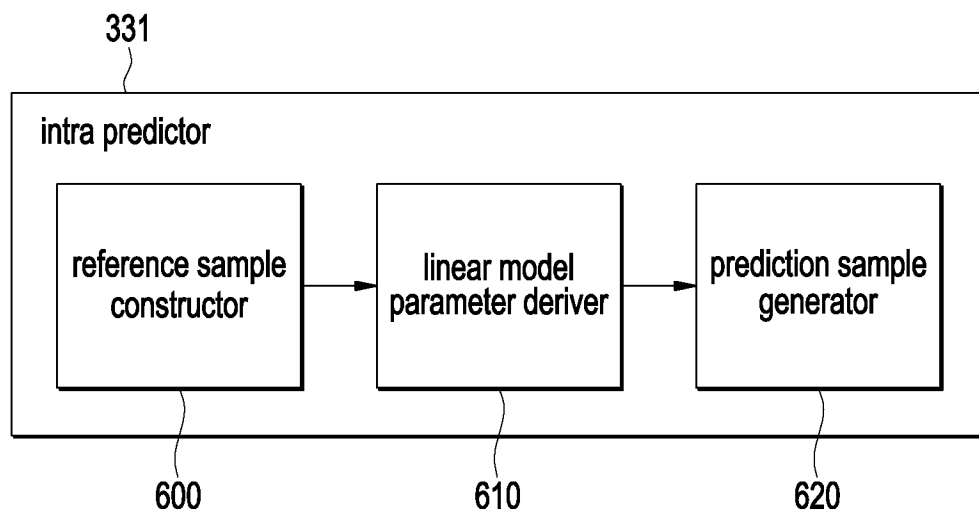 331
intra predictor
reference sample
constructor
linear model
parameter deriver
prediction sample
generator
600
610
620